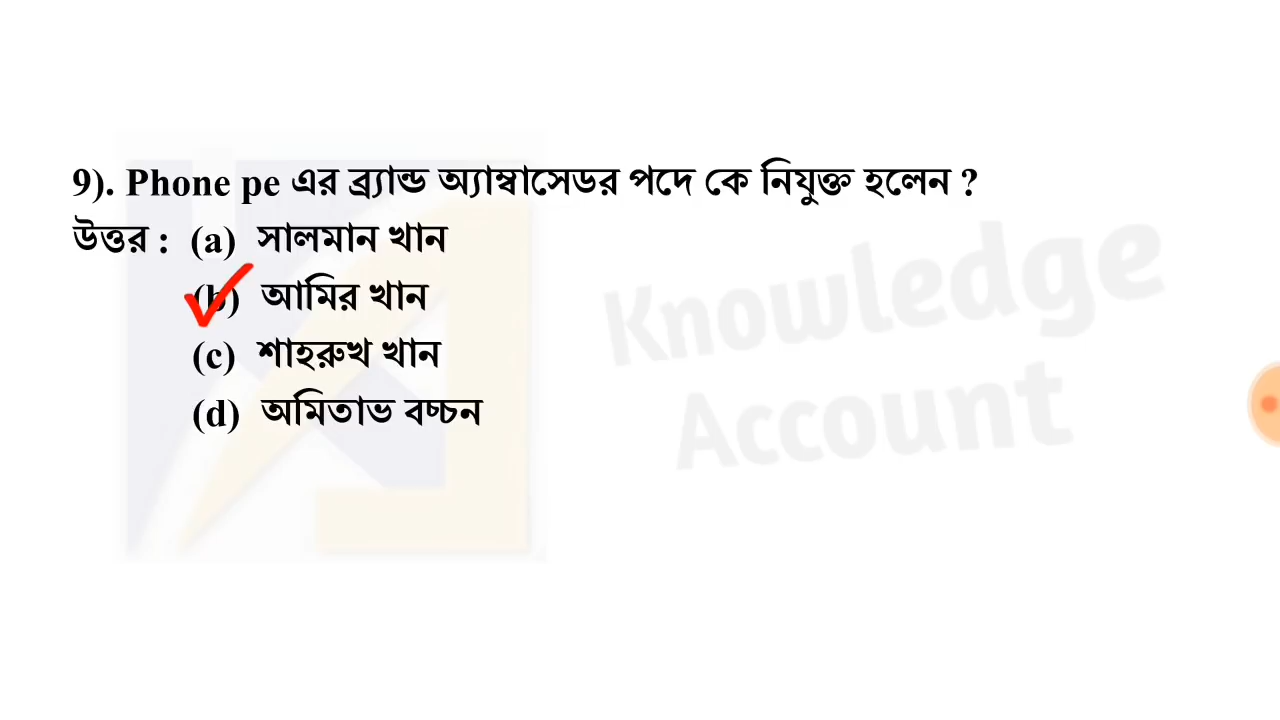 9). Phone pe এর ব্র্যান্ড অ্যাম্বাসেডর পদে কে নিযুক্ত হলেন ?
উত্তর : (a) সালমান খান
(b) আমির খান
(c) শাহরুখ খান
(d) অমিতাভ বচ্চন
Knowledge
Account